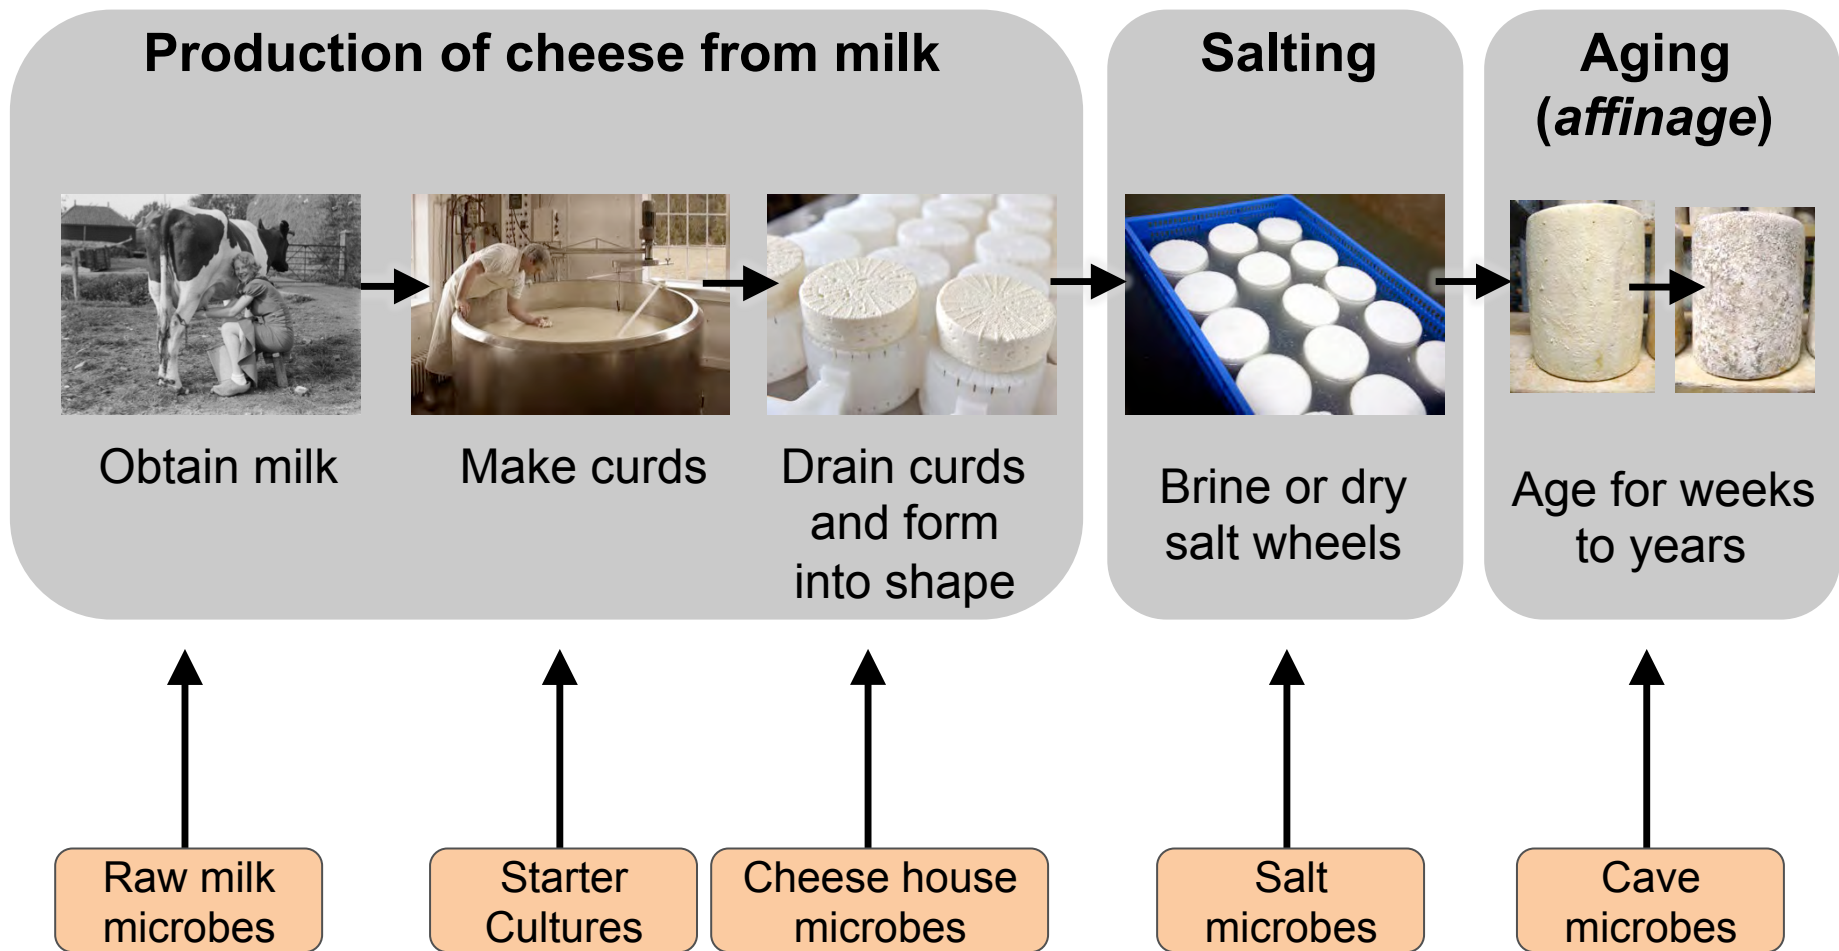 Production of cheese from milk
Salting
Aging
(affinage)
Obtain milk
Make curds
Drain curds
and form
into shape
Brine or dry
salt wheels
Age for weeks
to years
Raw milk
microbes
Starter
Cultures
Cheese house
microbes
Salt
microbes
Cave
microbes